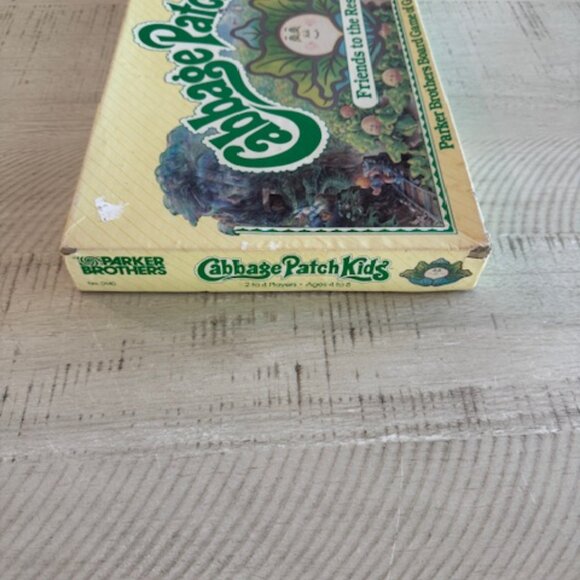 Cabbage Patc
Friends to the Res
Parker Brothers Board Game
PARKER
BROTHERS
Cabbage Patch Kids
2 to 4 Players • Ages 4 to 8